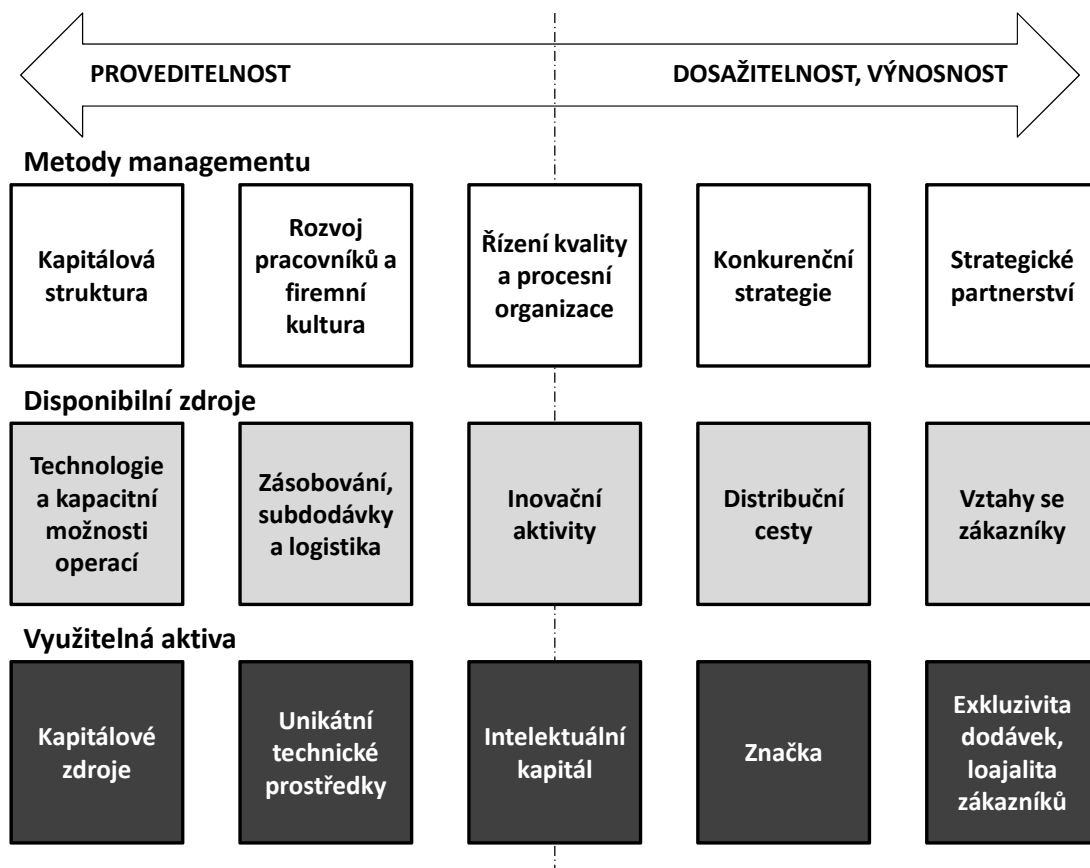 PROVEDITELNOST
DOSAŽITELNOST, VÝNOSNOST
Metody managementu
Kapitálová
struktura
Rozvoj
pracovníků a
firemní
kultura
Řízení kvality
a procesní
organizace
Konkurenční
strategie
Strategické
partnerství
Disponibilní zdroje
Technologie
a kapacitní
možnosti
operací
Zásobování,
subdodávky
a logistika
Inovační
aktivity
Distribuční
cesty
Vztahy se
zákazníky
Využitelná aktiva
Kapitálové
zdroje
Unikátní
technické
prostředky
Intelektuální
kapitál
Značka
Exkluzivita
dodávek,
loajalita
zákazníků